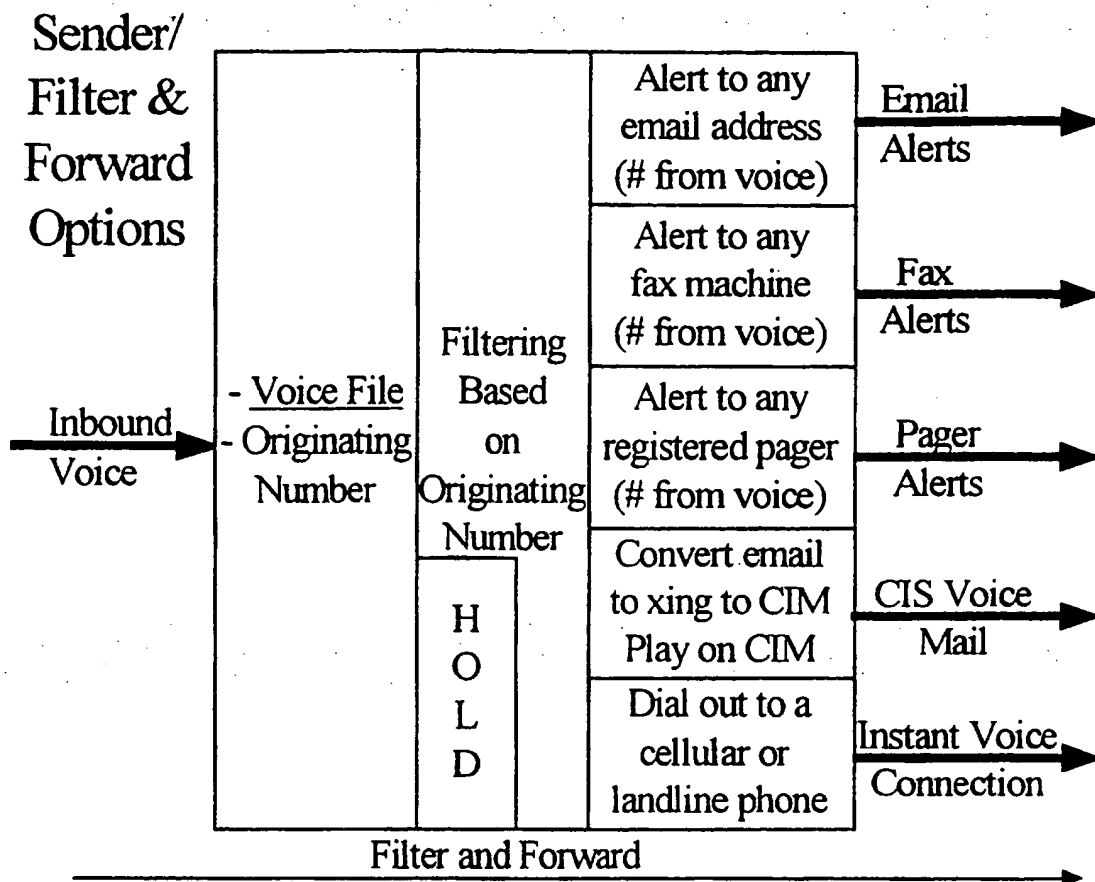 Sender/
Filter &
Forward
Options
Inbound
Voice
- Voice File
- Originating
Number
Filtering
Based
on
Originating
Number
H
O
L
D
Alert to any
email address
(# from voice)
Alert to any
fax machine
(# from voice)
Alert to any
registered pager
(# from voice)
Convert email
to xing to CIM
Play on CIM
Dial out to a
cellular or
landline phone
Email
Alerts
Fax
Alerts
Pager
Alerts
CIS Voice
Mail
Instant Voice
Connection
Filter and Forward